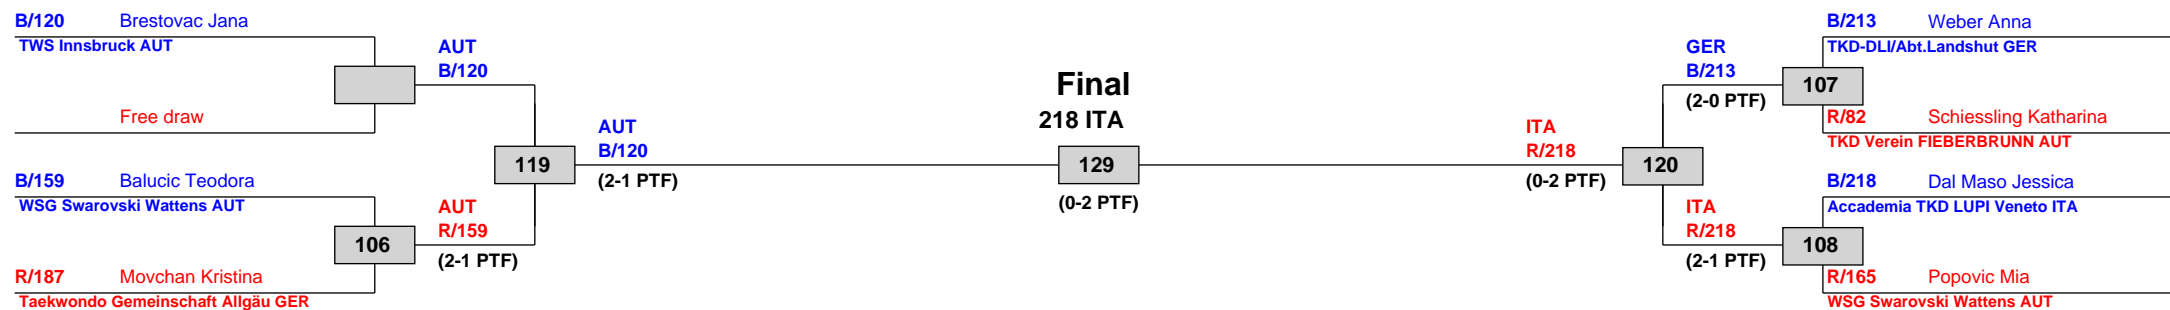 B/120 Brestovac Jana
TWS Innsbruck AUT
Free draw
AUT
B/120
B/159 Balucic Teodora
WSG Swarovski Wattens AUT
106
R/187 Movchan Kristina
Taekwondo Gemeinschaft Allgäu GER
AUT
R/159
(2-1 PTF)
119
AUT
B/120
(2-1 PTF)
Final
218 ITA
129
(0-2 PTF)
ITA
R/218
(0-2 PTF)
120
GER
B/213
(2-0 PTF)
ITA
R/218
(2-1 PTF)
B/213 Weber Anna
TKD-DLI/Abt.Landshut GER
107
R/82 Schiessling Katharina
TKD Verein FIEBERBRUNN AUT
B/218 Dal Maso Jessica
Accademia TKD LUPI Veneto ITA
108
R/165 Popovic Mia
WSG Swarovski Wattens AUT